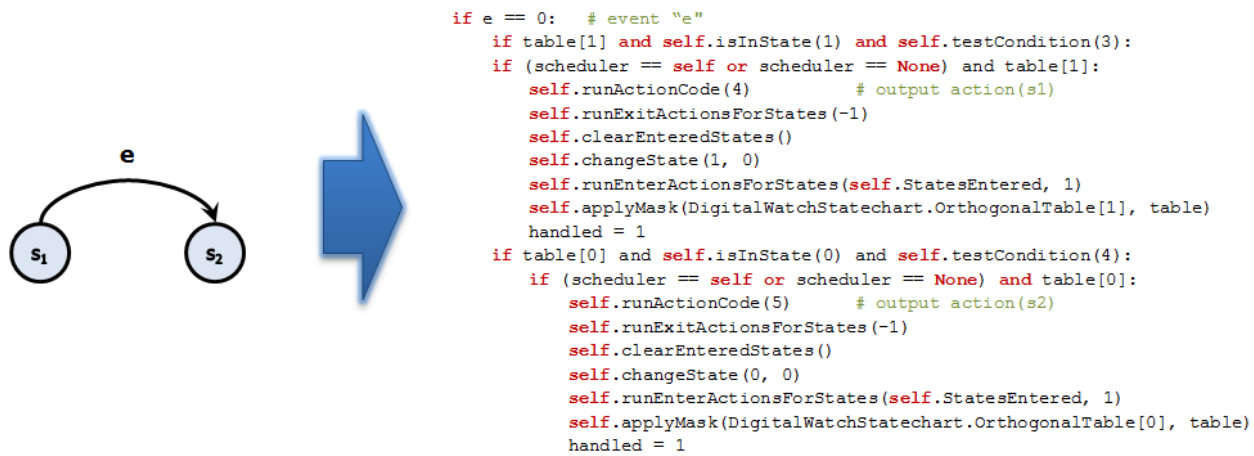 e
s1
s2
if e == 0:   # event “e”
    if table[1] and self.isInState(1) and self.testCondition(3):
    if (scheduler == self or scheduler == None) and table[1]:
        self.runActionCode(4)          # output action(s1)
        self.runExitActionsForStates(-1)
        self.clearEnteredStates()
        self.changeState(1, 0)
        self.runEnterActionsForStates(self.StatesEntered, 1)
        self.applyMask(DigitalWatchStatechart.OrthogonalTable[1], table)
        handled = 1
    if table[0] and self.isInState(0) and self.testCondition(4):
        if (scheduler == self or scheduler == None) and table[0]:
            self.runActionCode(5)      # output action(s2)
            self.runExitActionsForStates(-1)
            self.clearEnteredStates()
            self.changeState(0, 0)
            self.runEnterActionsForStates(self.StatesEntered, 1)
            self.applyMask(DigitalWatchStatechart.OrthogonalTable[0], table)
            handled = 1